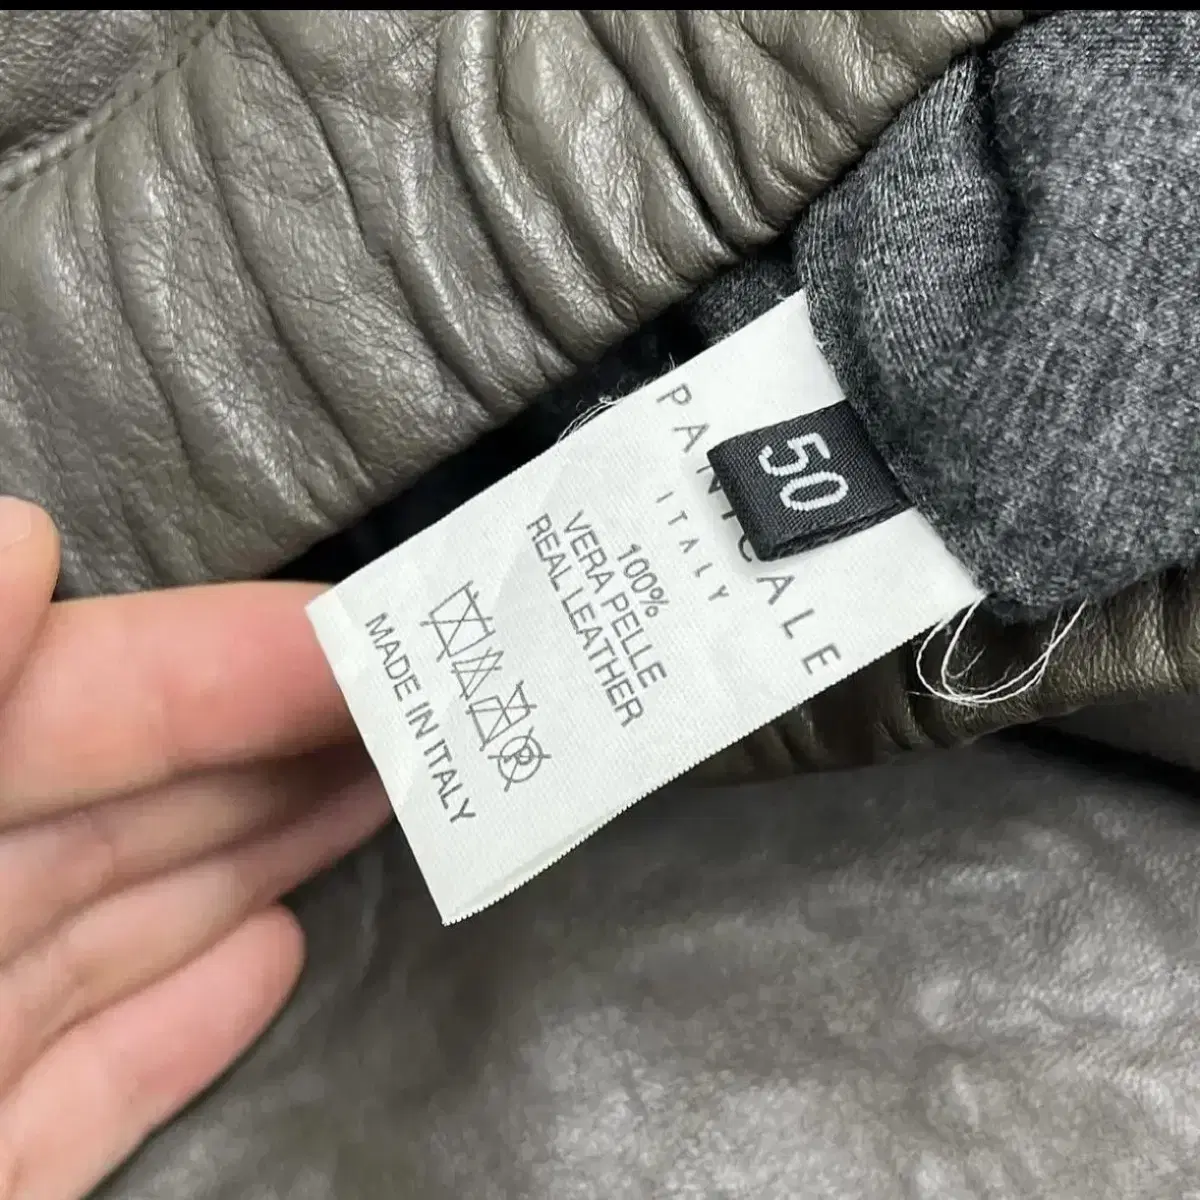 PANICALE
50
ITALY
100%
VERA PELLE
REAL LEATHER
MADE IN ITALY